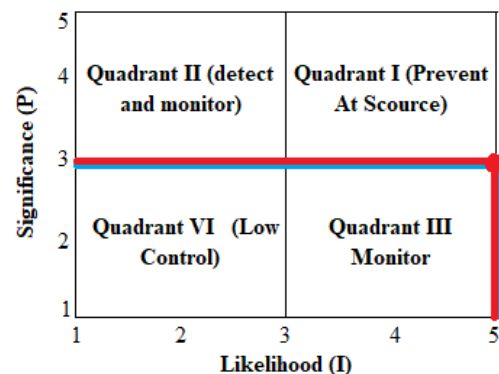 5
4
3
2
1
Significance (P)
Quadrant II (detect
and monitor)
Quadrant I (Prevent
At Scource)
Quadrant VI (Low
Control)
Quadrant III
Monitor
1 2 3 4 5
Likelihood (I)